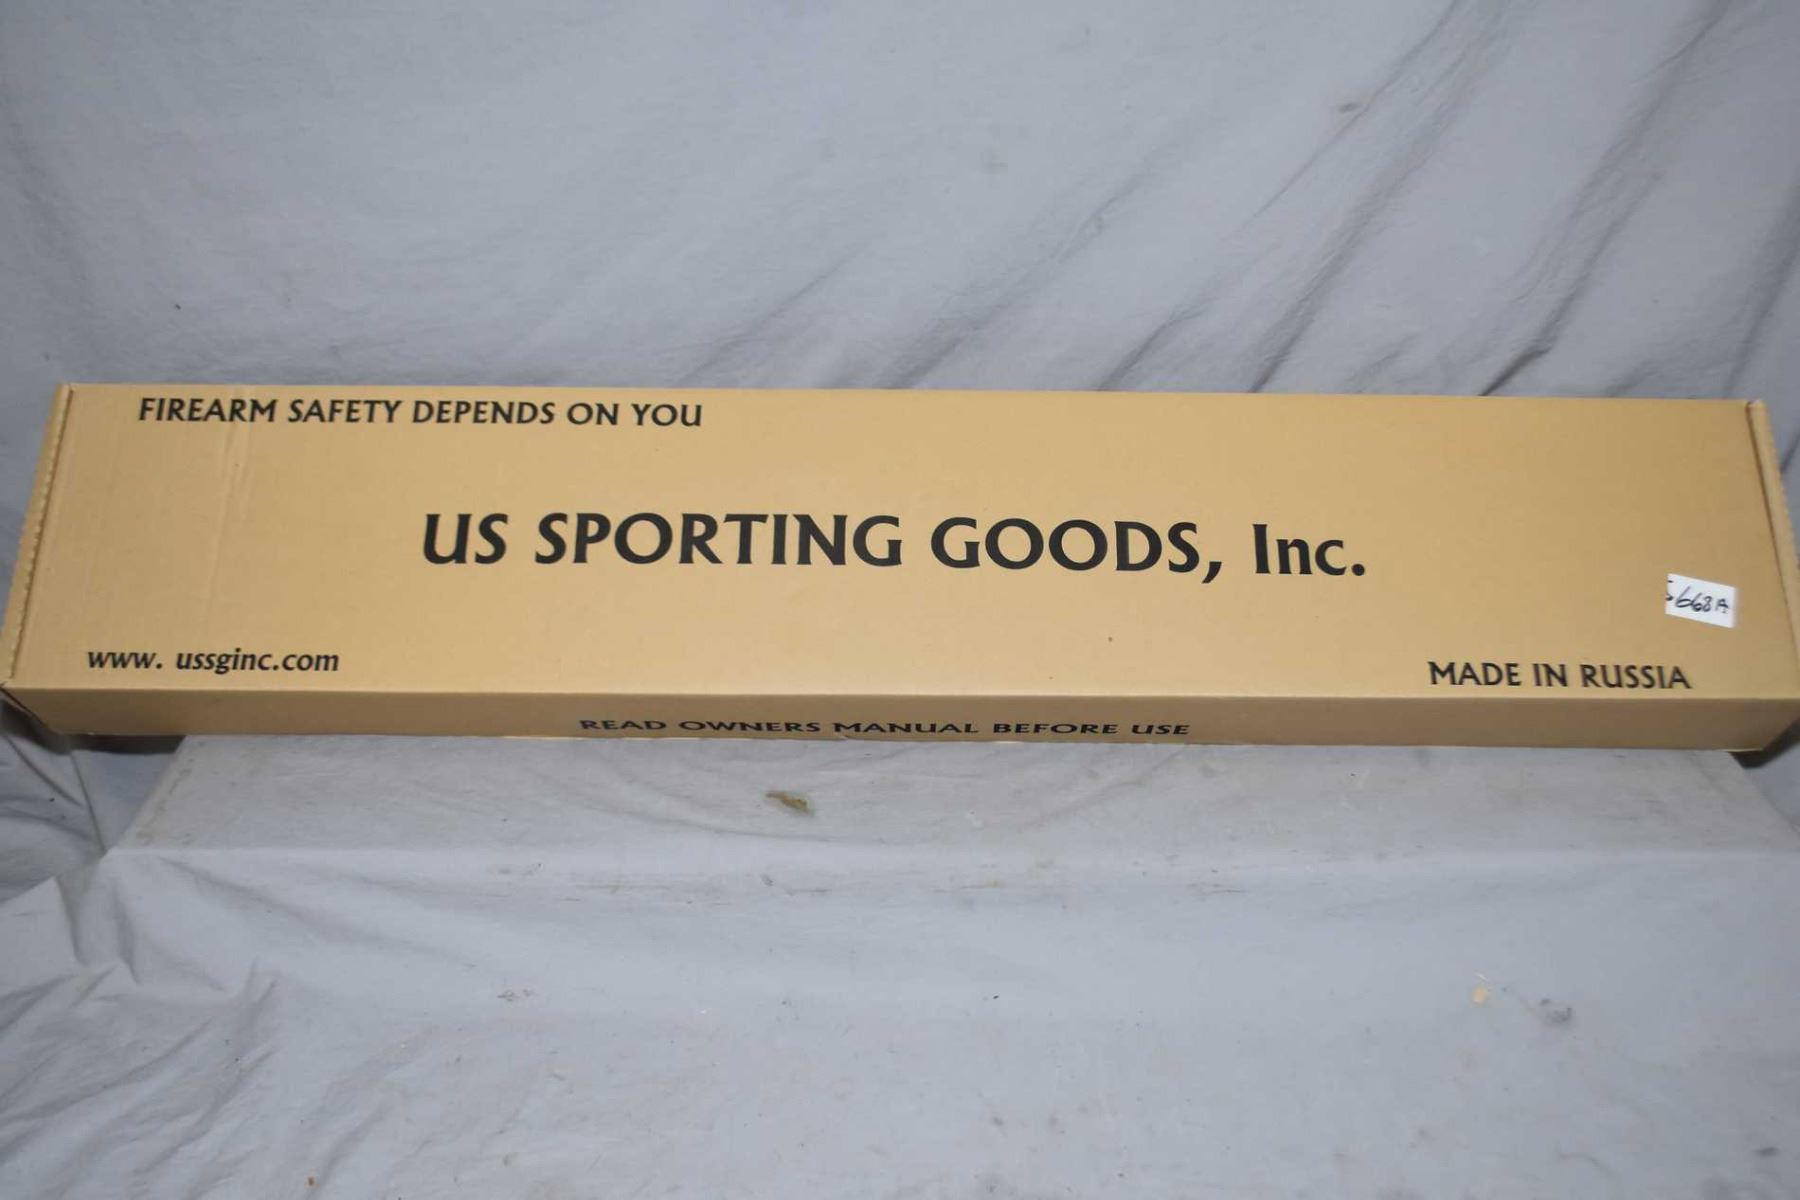 FIREARM SAFETY DEPENDS ON YOU
US SPORTING GOODS, Inc.
668A
www. ussginc.com
MADE IN RUSSIA
READ OWNERS MANUAL BEFORE USE